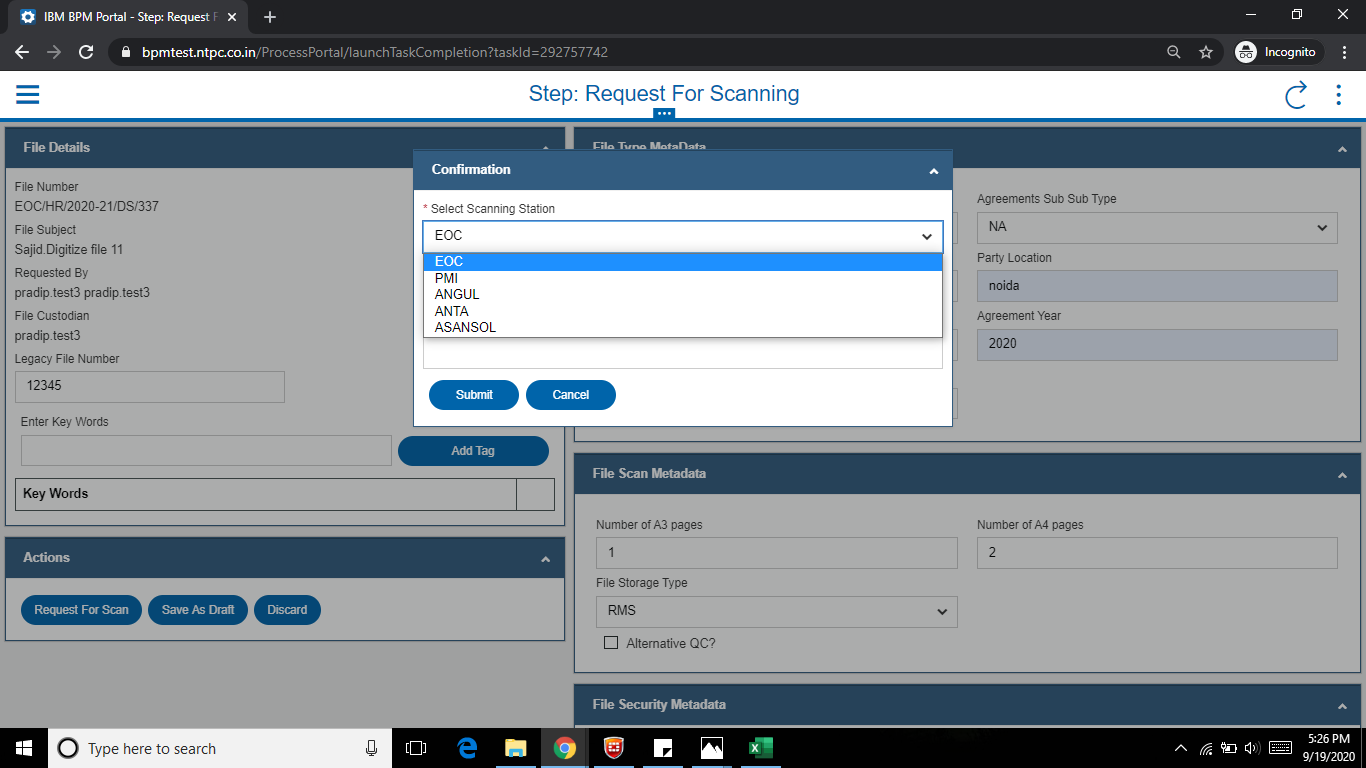 IBM BPM Portal - Step: Request F
bpmtest.ntpc.co.in/ProcessPortal/launchTaskCompletion?taskId=292757742
Incognito
Step: Request For Scanning
File Details
File Number
EOC/HR/2020-21/DS/337
File Subject
Sajid.Digitize file 11
Requested By
pradip.test3 pradip.test3
File Custodian
pradip.test3
Legacy File Number
12345
Enter Key Words
Add Tag
Key Words
Actions
Request For Scan
Save As Draft
Discard
Confirmation
* Select Scanning Station
EOC
EOC
PMI
ANGUL
ANTA
ASANSOL
Submit
Cancel
File Type MetaData
Agreements Sub Sub Type
NA
Party Location
noida
Agreement Year
2020
File Scan Metadata
Number of A3 pages
Number of A4 pages
1
2
File Storage Type
RMS
Alternative QC?
File Security Metadata
Type here to search
5:26 PM
9/19/2020